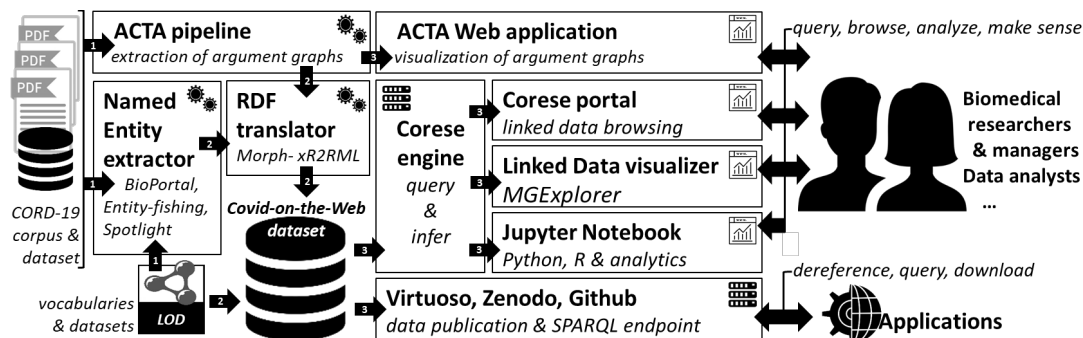 PDF
PDF
PDF
CORD-19
corpus &
dataset
1
1
ACTA pipeline
extraction of argument graphs
3
ACTA Web application
visualization of argument graphs
2
Named
Entity
extractor
BioPortal,
Entity-fishing,
Spotlight
2
RDF
translator
Morph- xR2RML
2
1
vocabularies
& datasets
LOD
2
Covid-on-the-Web
dataset
3
3
Corese
engine
query
&
infer
3
Corese portal
linked data browsing
3
Linked Data visualizer
MGExplorer
3
Jupyter Notebook
Python, R & analytics
Virtuoso, Zenodo, Github
data publication & SPARQL endpoint
query, browse, analyze, make sense
Biomedical
researchers
& managers
Data analysts
...
dereference, query, download
Applications